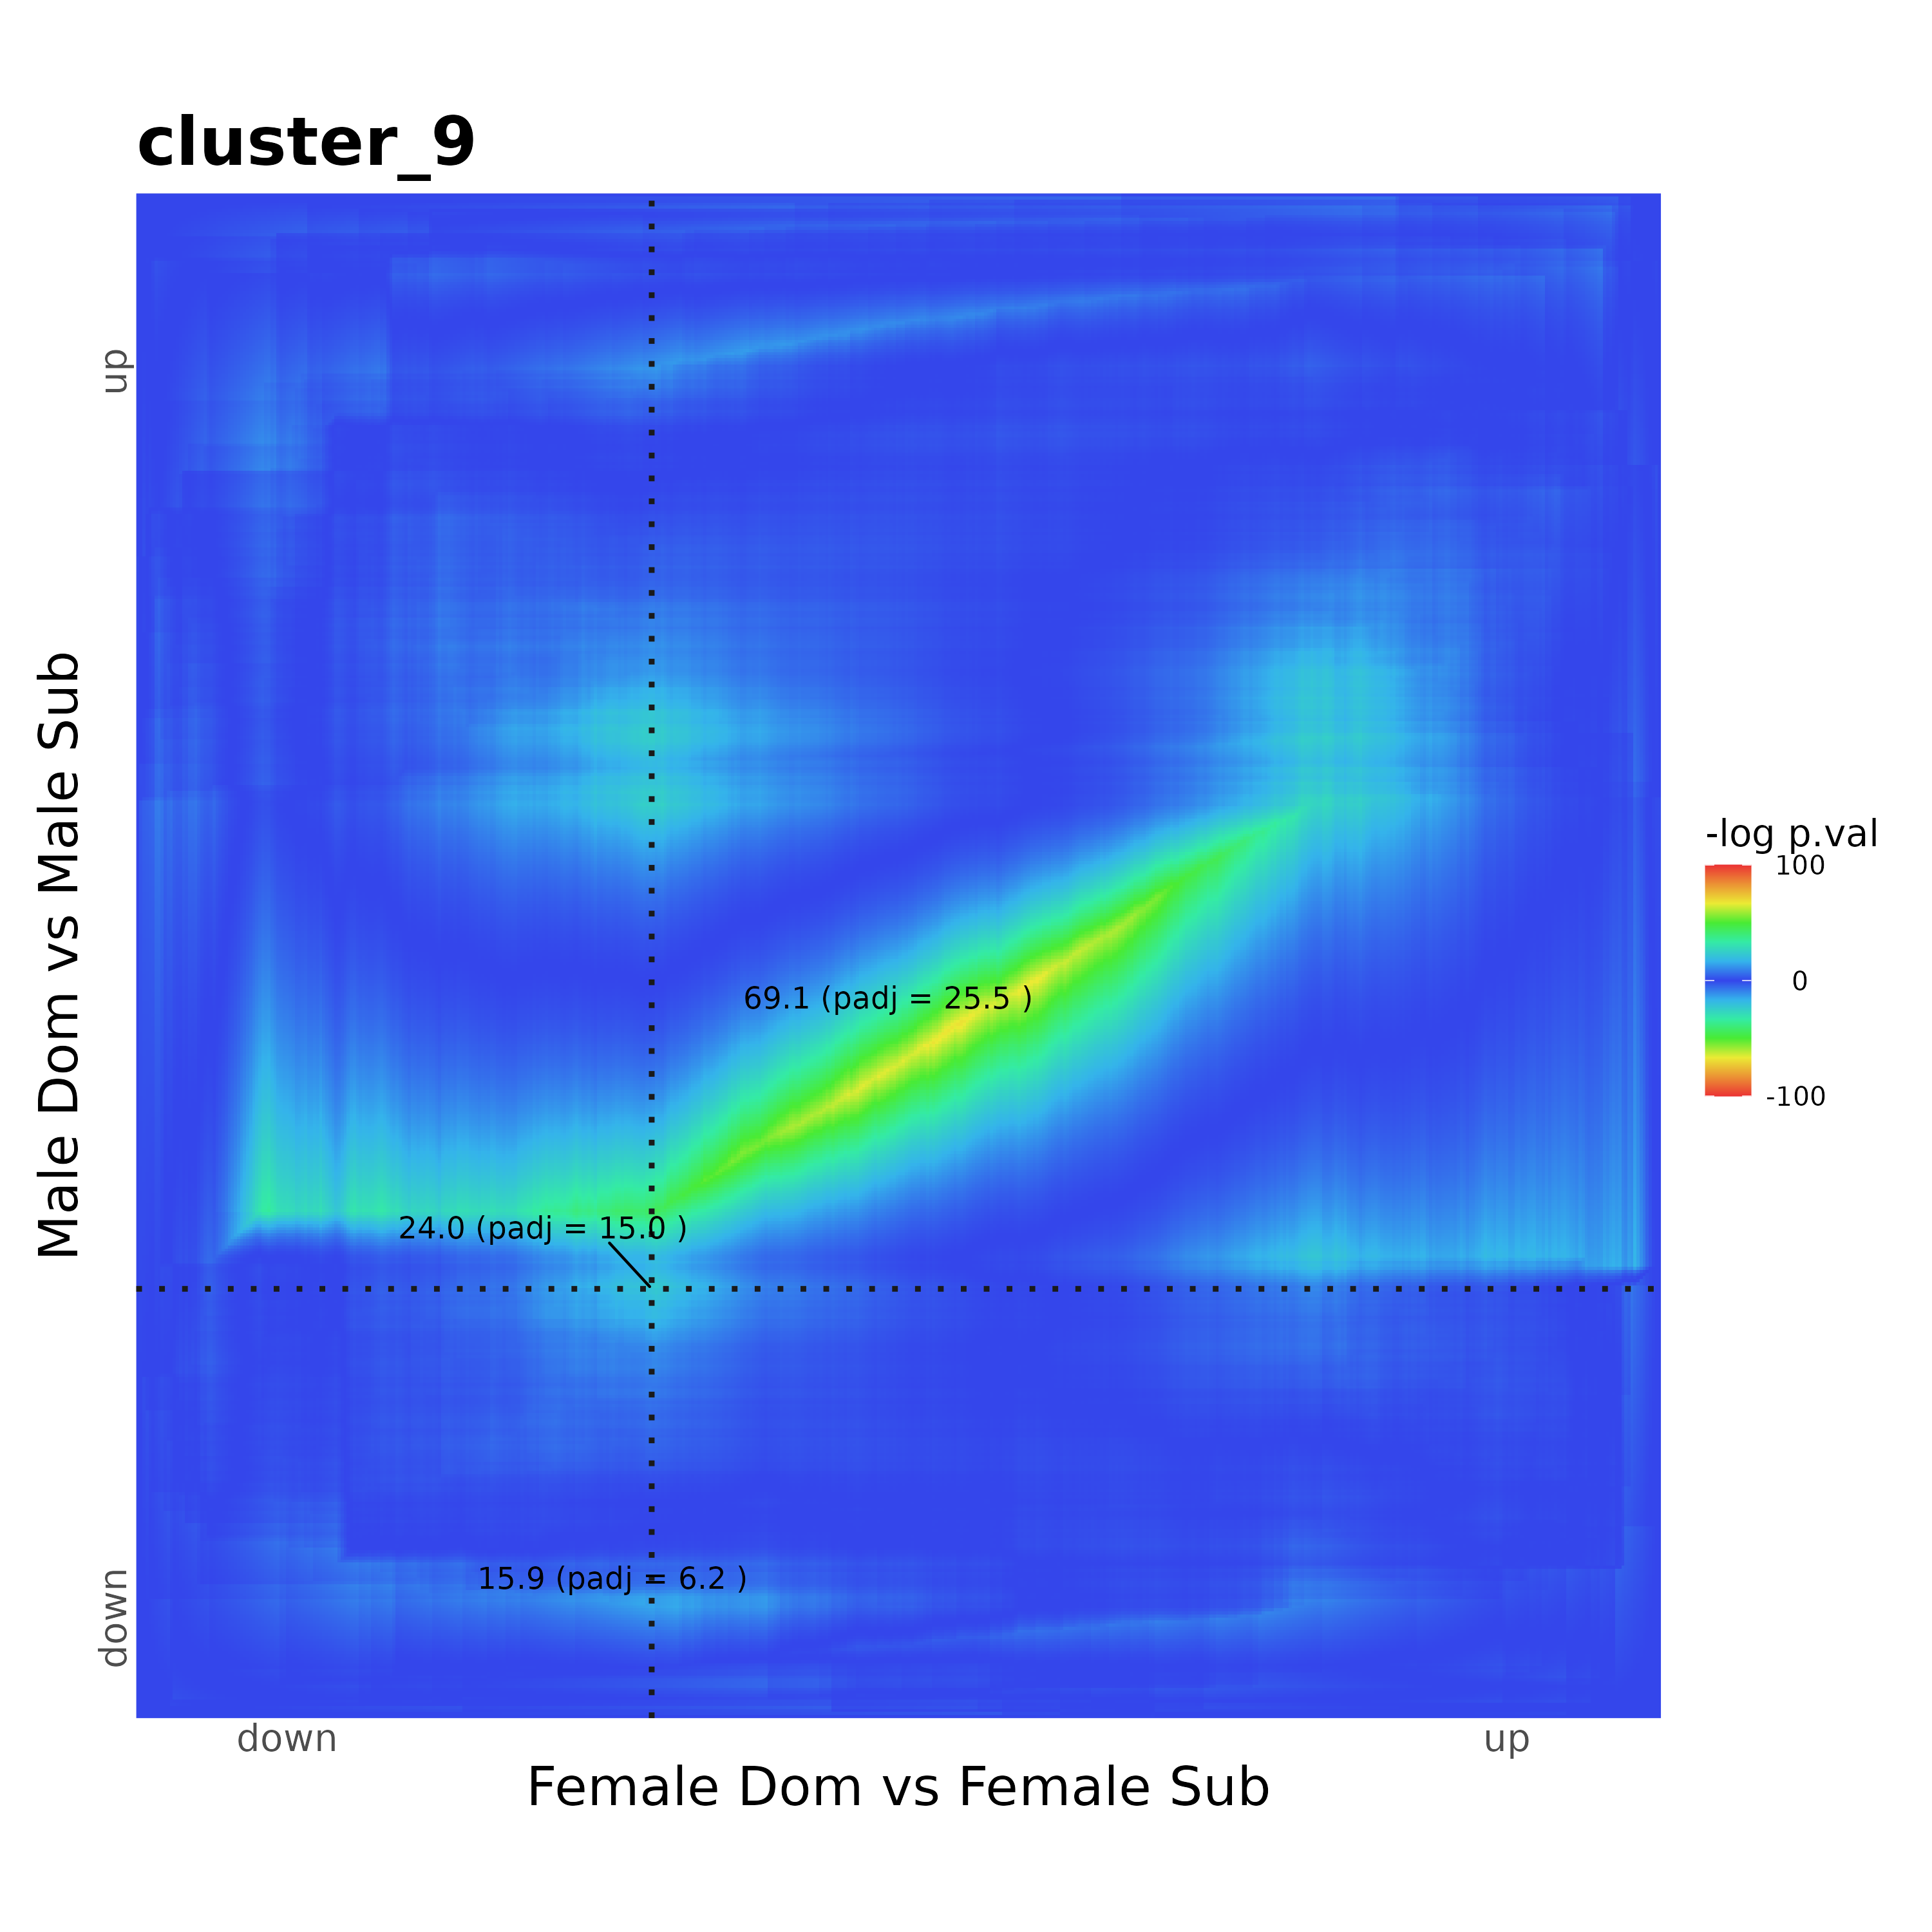 cluster_9
up
Male Dom vs Male Sub
down
69.1 (padj = 25.5 )
24.0 (padj = 15.0 )
15.9 (padj = 6.2 )
down
up
Female Dom vs Female Sub
-log p.val
100
0
-100